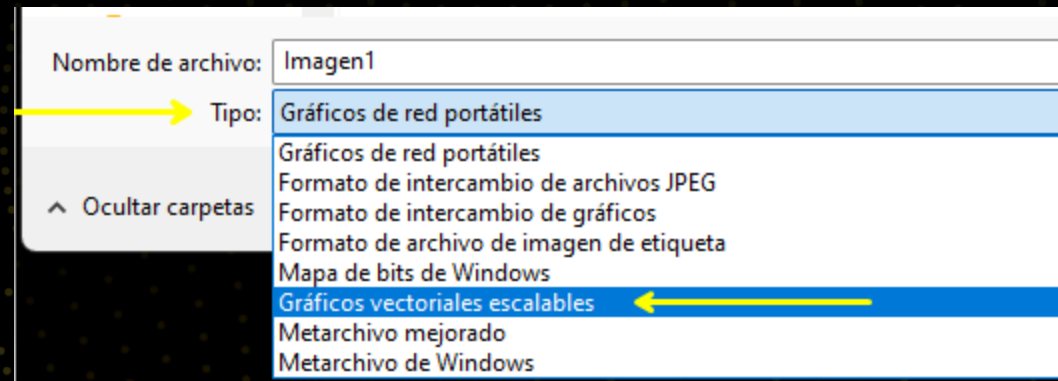 Nombre de archivo: Imagen1
Tipo: Gráficos de red portátiles
Gráficos de red portátiles
Formato de intercambio de archivos JPEG
Ocultar carpetas
Formato de intercambio de gráficos
Formato de archivo de imagen de etiqueta
Mapa de bits de Windows
Gráficos vectoriales escalables
Metarchivo mejorado
Metarchivo de Windows